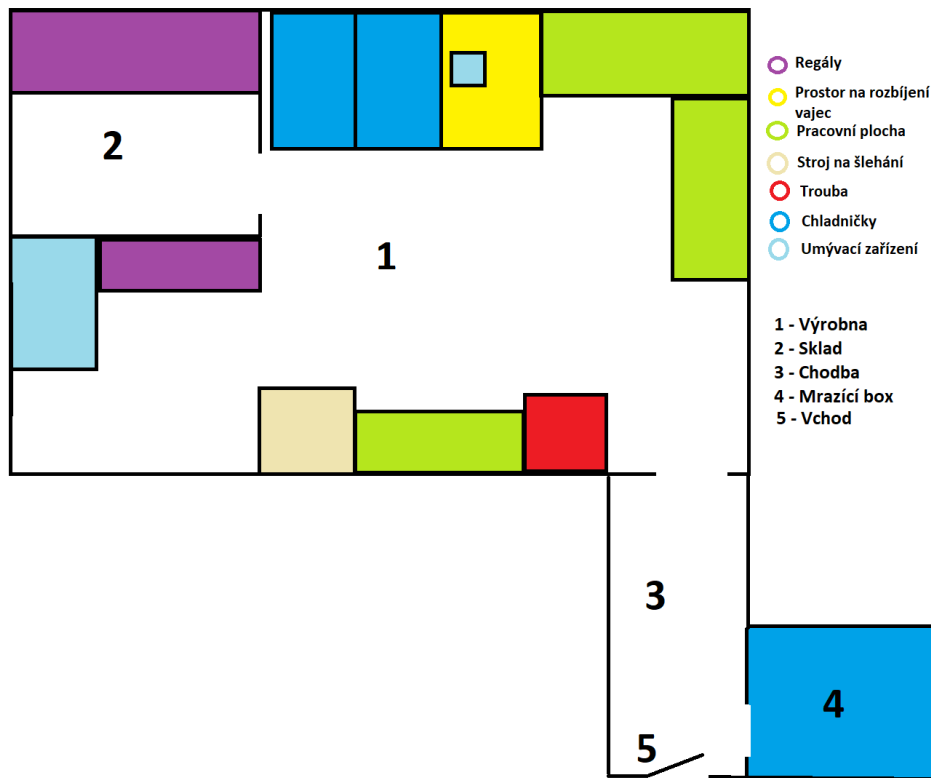 2
1
3
4
5
Regály
Prostor na rozbíjení
vajec
Pracovní plocha
Stroj na šlehání
Trouba
Chladničky
Umývací zařízení
1 - Výrobna
2 - Sklad
3 - Chodba
4 - Mrazící box
5 - Vchod